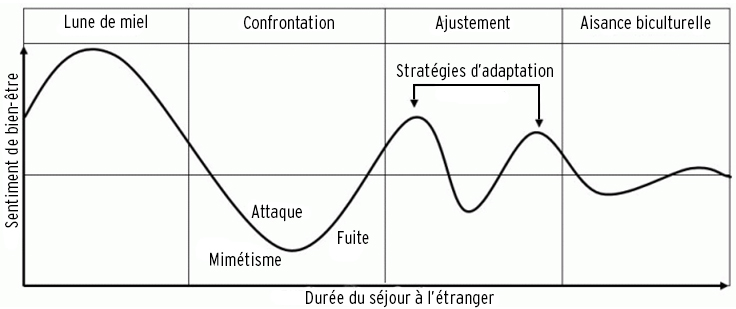 Lune de miel
Confrontation
Ajustement
Aisance biculturelle
Stratégies d'adaptation
Sentiment de bien-être
Attaque
Fuite
Mimétisme
Durée du séjour à l'étranger